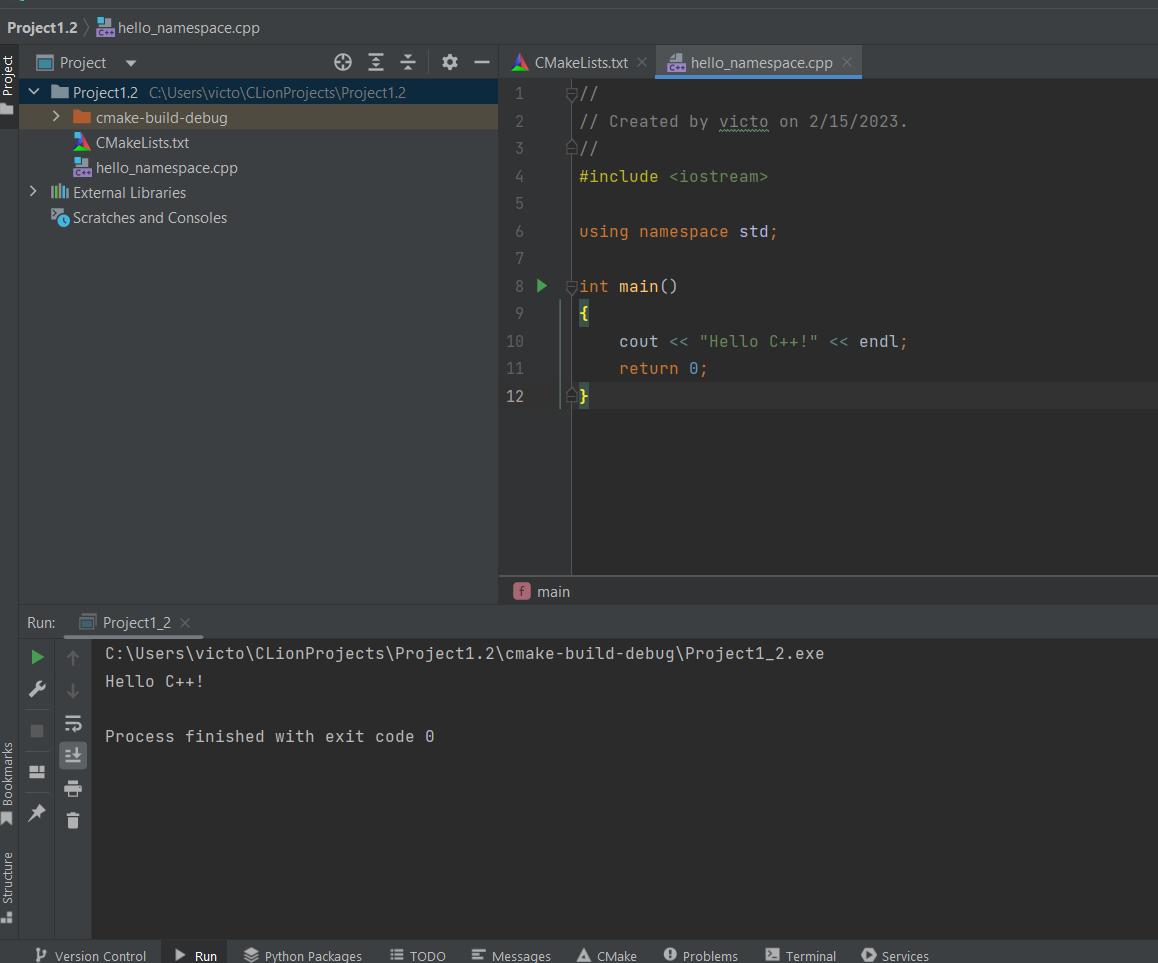 Project1.2 hello_namespace.cpp
Project
Project
CMakeLists.txt
hello_namespace.cpp
Project1.2 C:\Users\victo\CLionProjects\Project1.2
cmake-build-debug
CMakeLists.txt
hello_namespace.cpp
External Libraries
Scratches and Consoles
1 //
2 // Created by victo on 2/15/2023.
3 //
4 #include <iostream>
5
6 using namespace std;
7
8 int main()
9 {
10 cout << "Hello C++!" << endl;
11 return 0;
12 }
f main
Run: Project1_2
C:\Users\victo\CLionProjects\Project1.2\cmake-build-debug\Project1_2.exe
Hello C++!
Process finished with exit code 0
Bookmarks
Structure
Version Control Run Python Packages TODO Messages CMake Problems Terminal Services